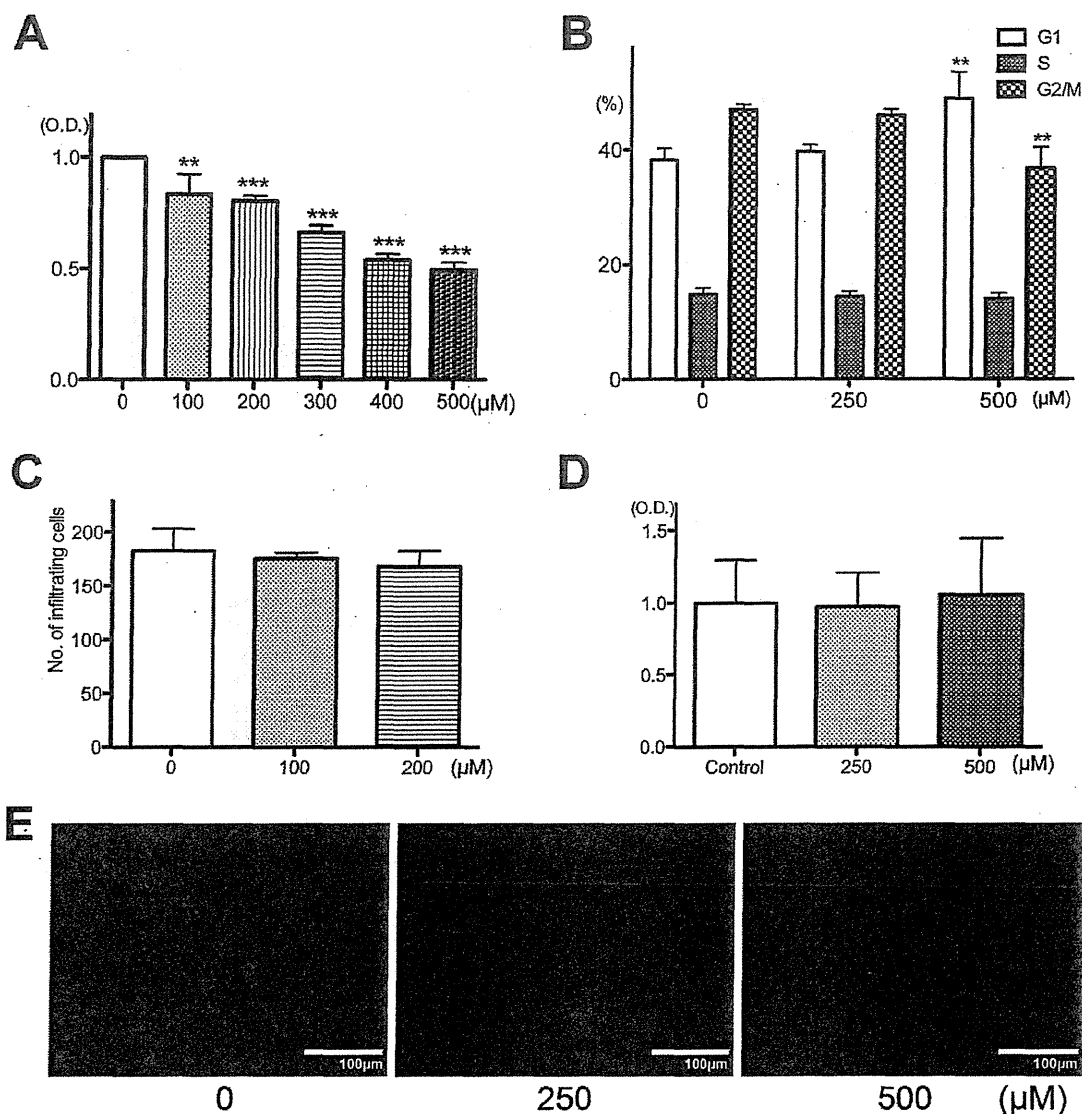 A
(O.D.)
1.0
0.5
0.0
**
***
***
***
***
0 100 200 300 400 500(µM)
B
(%)
40
20
0
G1
S
G2/M
**
**
0 250 500 (µM)
C
No. of infiltrating cells
200
150
100
50
0
0 100 200 (µM)
D
(O.D.)
1.5
1.0
0.5
0.0
Control 250 500 (µM)
E
100µm
100µm
100µm
0 250 500 (µM)